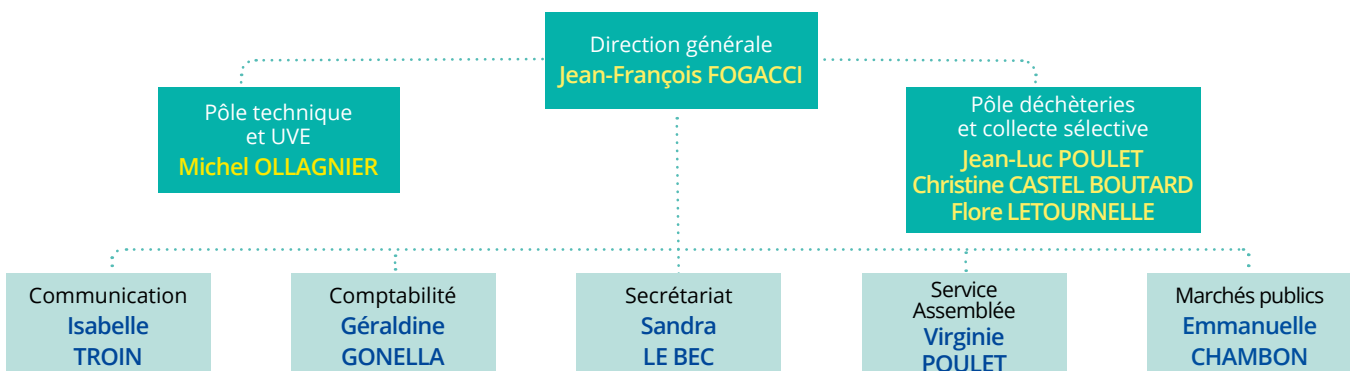 Direction générale
Jean-François FOGACCI
Pôle technique
et UVE
Michel OLLAGNIER
Pôle déchèteries
et collecte sélective
Jean-Luc POULET
Christine CASTEL BOUTARD
Flore LETOURNELLE
Communication
Isabelle
TROIN
Comptabilité
Géraldine
GONELLA
Secrétariat
Sandra
LE BEC
Service
Assemblée
Virginie
POULET
Marchés publics
Emmanuelle
CHAMBON